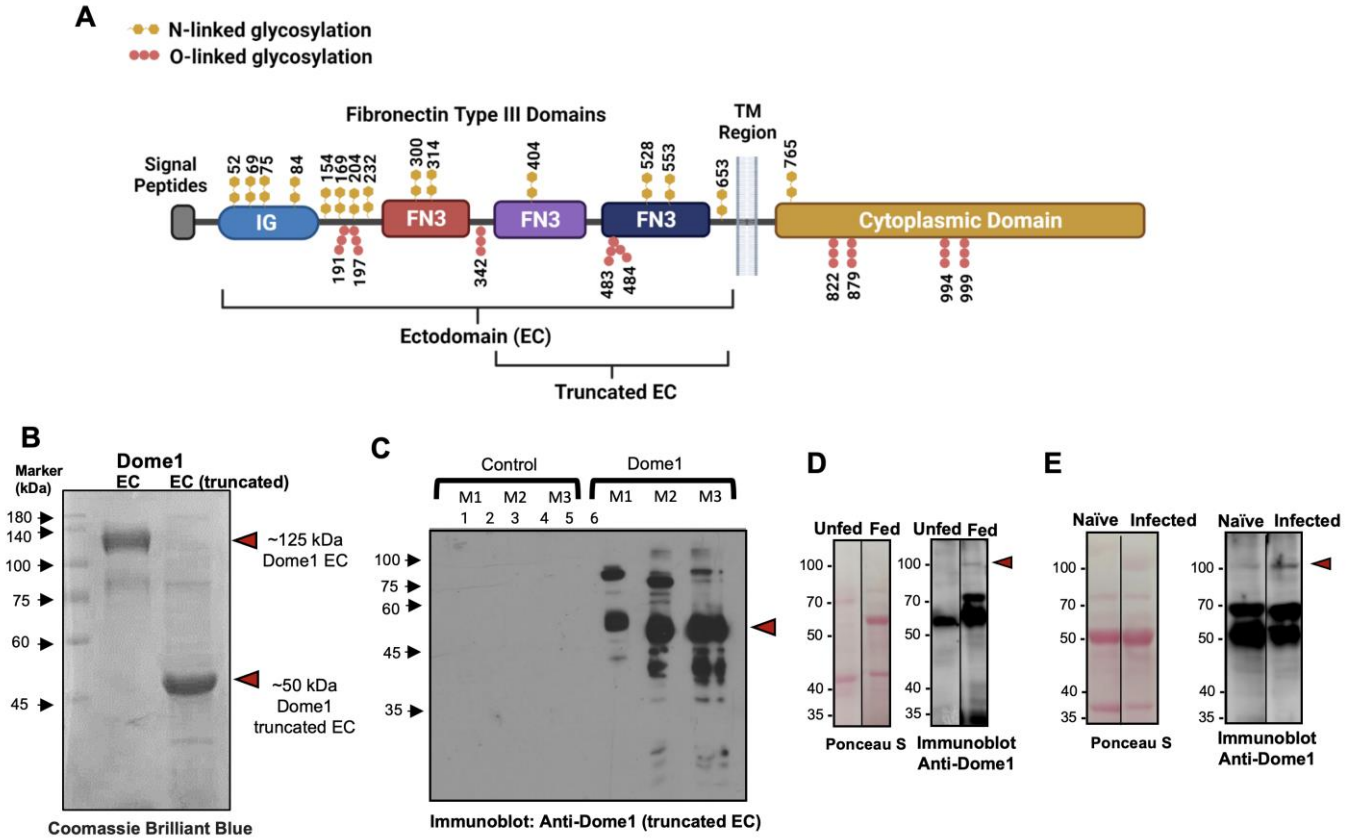 A
N-linked glycosylation
O-linked glycosylation
Fibronectin Type III Domains
TM
Region
Signal
Peptides
52 69 75 84 154 169 204 232 300 314 404 528 553 653 765
IG FN3 FN3 FN3 Cytoplasmic Domain
191 197 342 483 484 822 879 994 999
Ectodomain (EC)
Truncated EC
B
Marker
(kDa)
Dome1
EC EC (truncated)
180
140
100
75
60
45
~125 kDa
Dome1 EC
~50 kDa
Dome1
truncated EC
Coomassie Brilliant Blue
C
Control Dome1
M1 M2 M3 M1 M2 M3
1 2 3 4 5 6
100
75
60
45
35
Immunoblot: Anti-Dome1 (truncated EC)
D
Unfed Fed Unfed Fed
100 100
70 70
50 50
40 40
35 35
Ponceau S
Immunoblot
Anti-Dome1
E
Naïve Infected Naïve Infected
100 100
70 70
50 50
40 40
35 35
Ponceau S
Immunoblot
Anti-Dome1